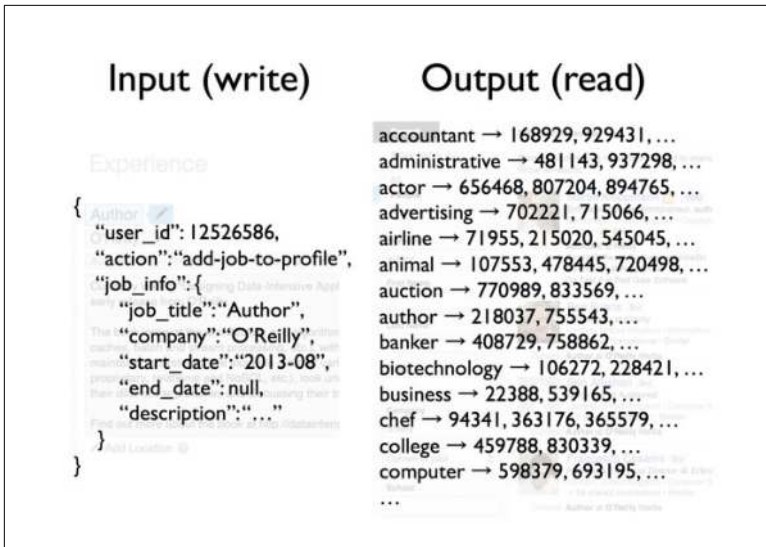 Input (write)
Output (read)
Experience
Author
{
“user_id”: 12526586,
“action”:“add-job-to-profile”,
“job_info”: {
“job_title”:“Author”,
“company”:“O’Reilly”,
“start_date”:“2013-08”,
“end_date”: null,
“description”:“…”
}
}
Add Location
accountant → 168929, 929431, …
administrative → 481143, 937298, …
actor → 656468, 807204, 894765, …
advertising → 702221, 715066, …
airline → 71955, 215020, 545045, …
animal → 107553, 478445, 720498, …
auction → 770989, 833569, …
author → 218037, 755543, …
banker → 408729, 758862, …
biotechnology → 106272, 228421, …
business → 22388, 539165, …
chef → 94341, 363176, 365579, …
college → 459788, 830339, …
computer → 598379, 693195, …
…